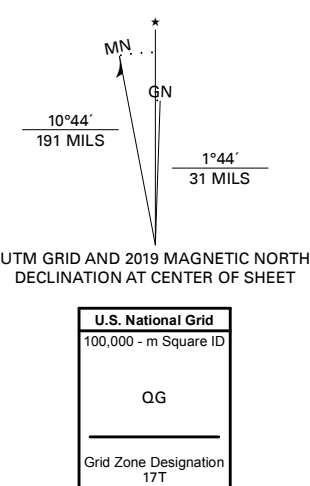 MN
GN
10°44´
191 MILS
1°44´
31 MILS
UTM GRID AND 2019 MAGNETIC NORTH
DECLINATION AT CENTER OF SHEET
U.S. National Grid
100,000 - m Square ID
QG
Grid Zone Designation
17T